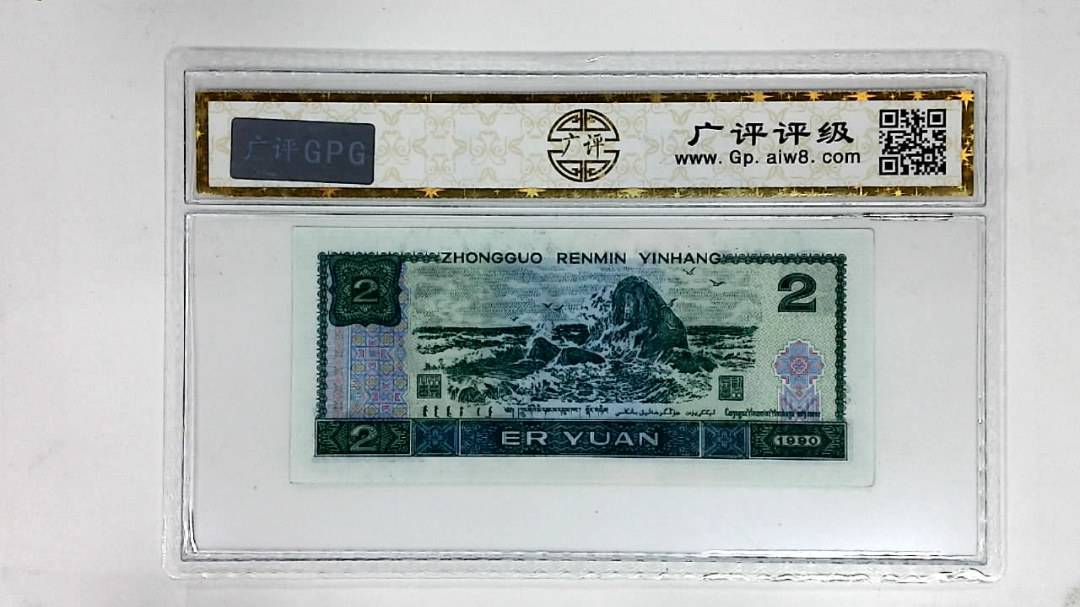 广评GPG
广评
广评评级
www.Gp.aiw8.com
ZHONGGUO RENMIN YINHANG
2
2
2
ER YUAN
1990